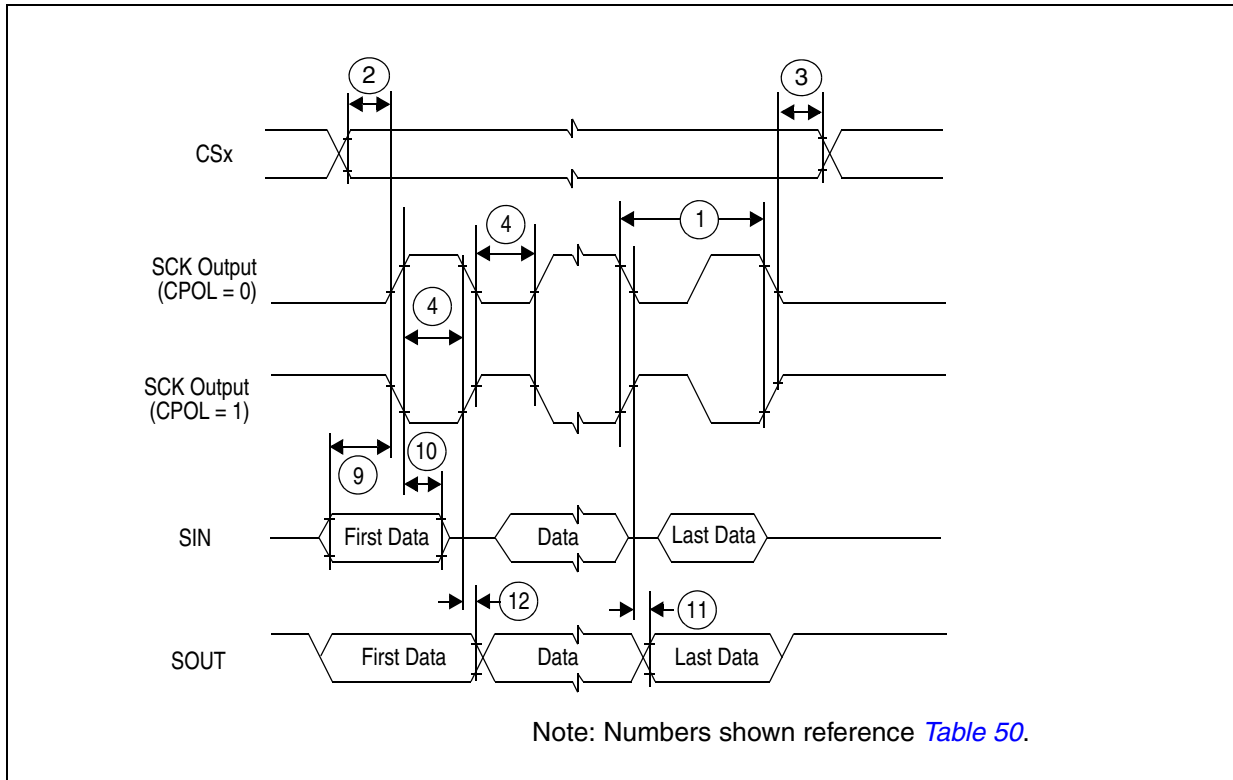 2
3
CSx
4
1
SCK Output
(CPOL = 0)
4
SCK Output
(CPOL = 1)
9
10
SIN
First Data
Data
Last Data
12
11
SOUT
First Data
Data
Last Data
Note: Numbers shown reference Table 50.